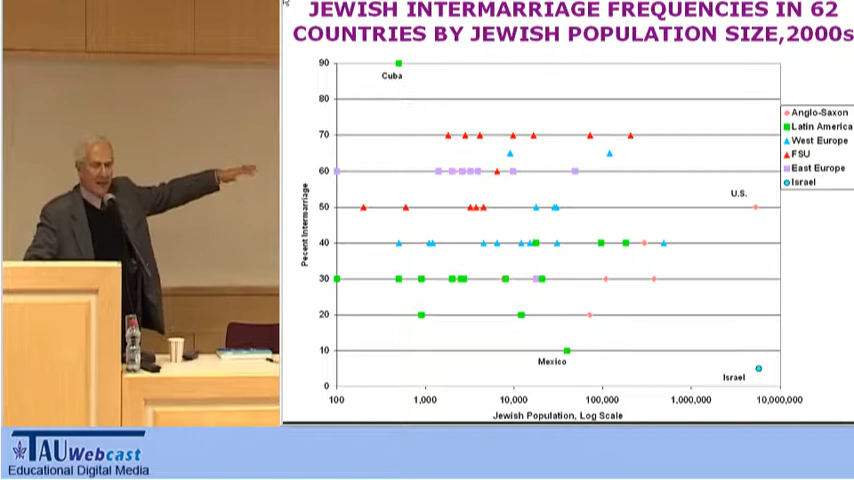 JEWISH INTERMARRIAGE FREQUENCIES IN 62
COUNTRIES BY JEWISH POPULATION SIZE,2000s
90
80
70
60
50
40
30
20
10
0
Pecent Intermarriage
Cuba
U.S.
Mexico
Israel
100
1,000
10,000
100,000
1,000,000
10,000,000
Jewish Population, Log Scale
Anglo-Saxon
Latin America
West Europe
FSU
East Europe
Israel
TAU Webcast
Educational Digital Media